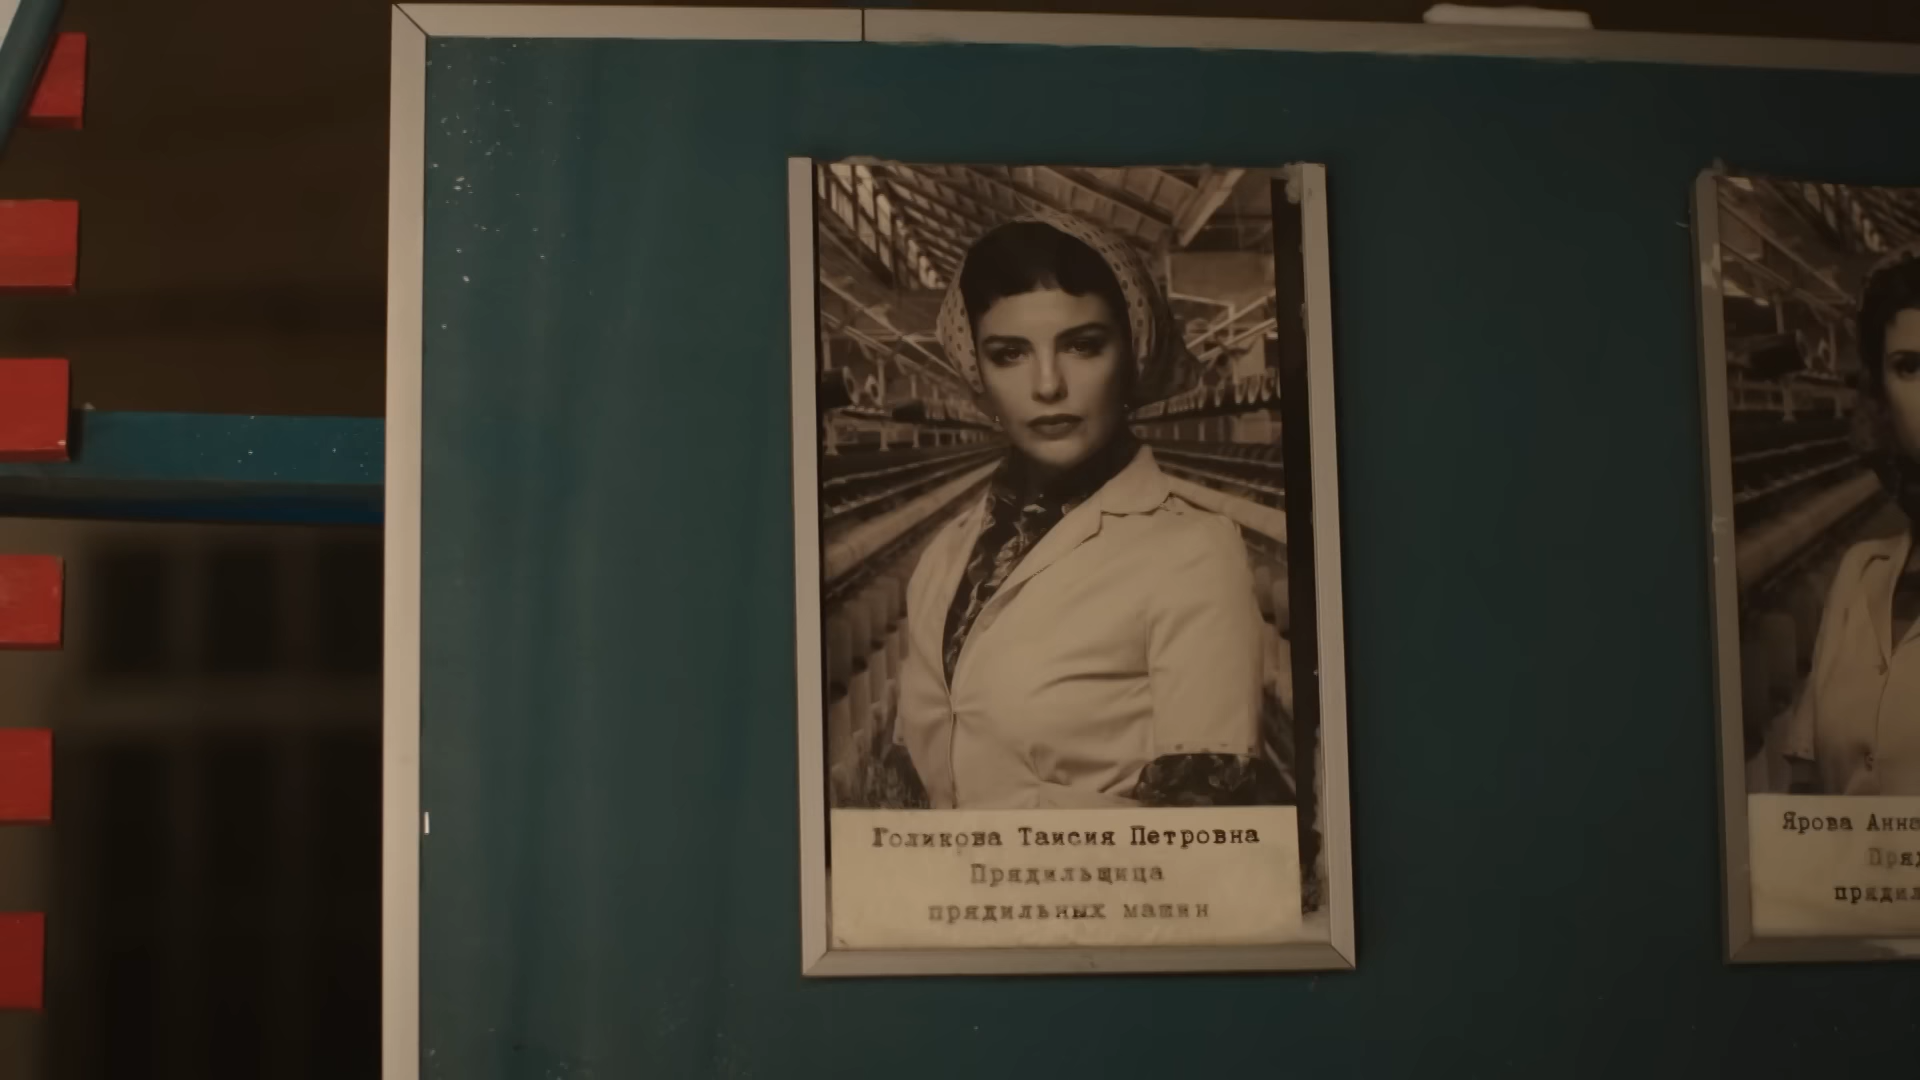 Голикова Таисия Петровна
Прядильщица
прядильных машин
Ярова Анна